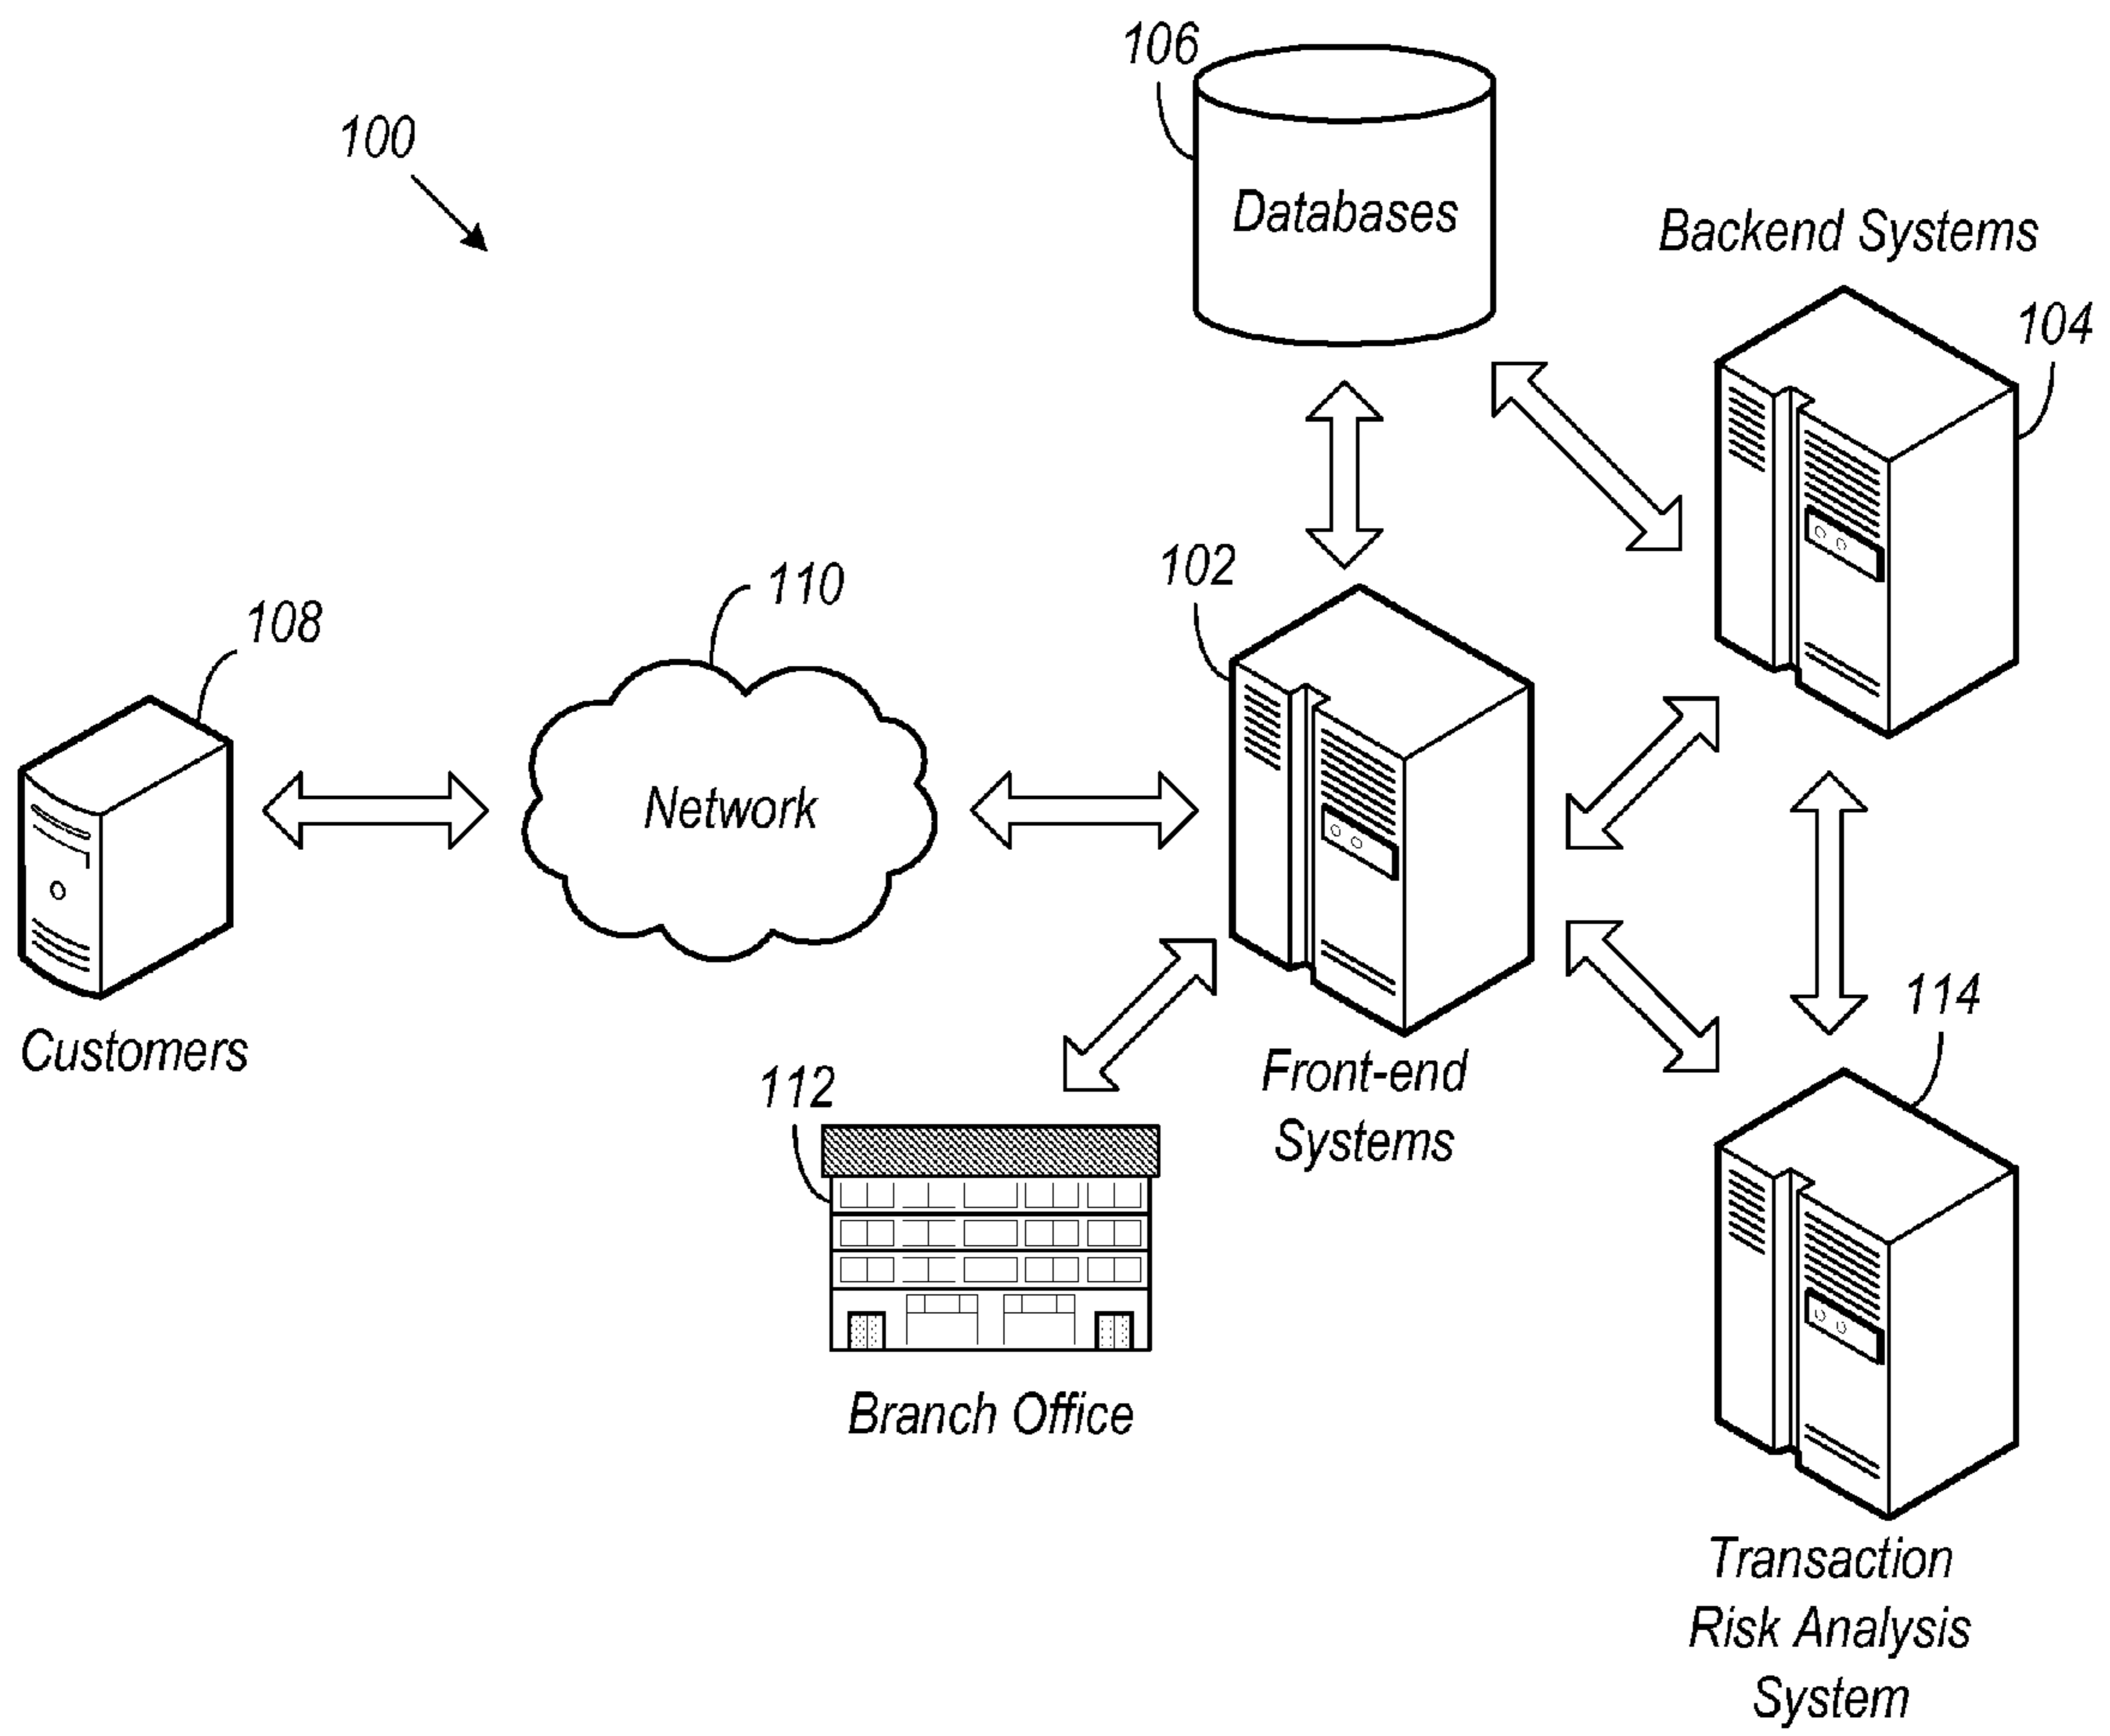 106
100
Databases
Backend Systems
104
102
110
108
Network
Customers
114
Front-end
Systems
112
Branch Office
Transaction
Risk Analysis
System